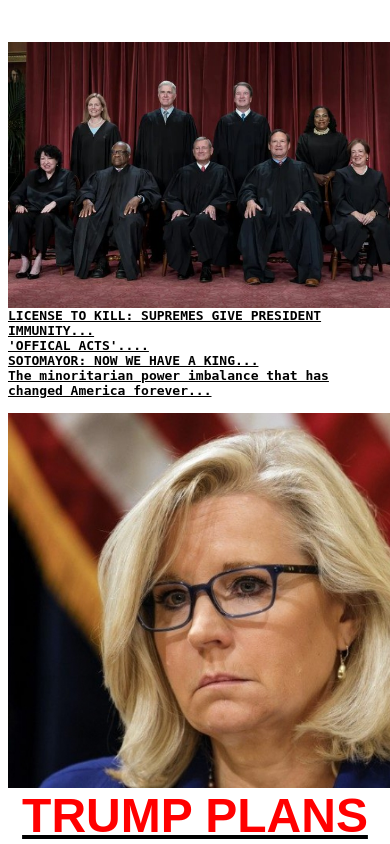 LICENSE TO KILL: SUPREMES GIVE PRESIDENT
IMMUNITY...
'OFFICAL ACTS'....
SOTOMAYOR: NOW WE HAVE A KING...
The minoritarian power imbalance that has
changed America forever...
TRUMP PLANS